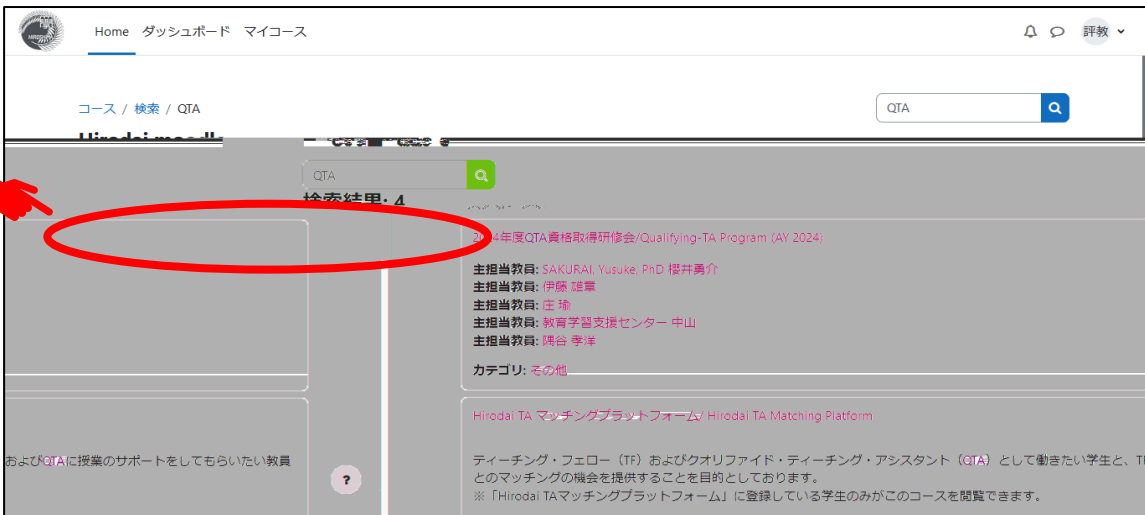 Home ダッシュボード マイコース
評教
コース / 検索 / QTA
QTA
QTA
検索結果: 4
4年度QTA資格取得研修会/Qualifying-TA Program (AY 2024)
主担当教員: SAKURAI, Yusuke, PhD 櫻井勇介
主担当教員: 伊藤 雄章
主担当教員: 庄 瑜
主担当教員: 教育学習支援センター 中山
主担当教員: 隅谷 孝洋
カテゴリ: その他
Hirodai TA マッチングプラットフォーム/ Hirodai TA Matching Platform
およびQTAに授業のサポートをしてもらいたい教員
?
ティーチング・フェロー（TF）およびクオリファイド・ティーチング・アシスタント（QTA）として働きたい学生と、
とのマッチングの機会を提供することを目的としております。
※「Hirodai TAマッチングプラットフォーム」に登録している学生のみがこのコースを閲覧できます。